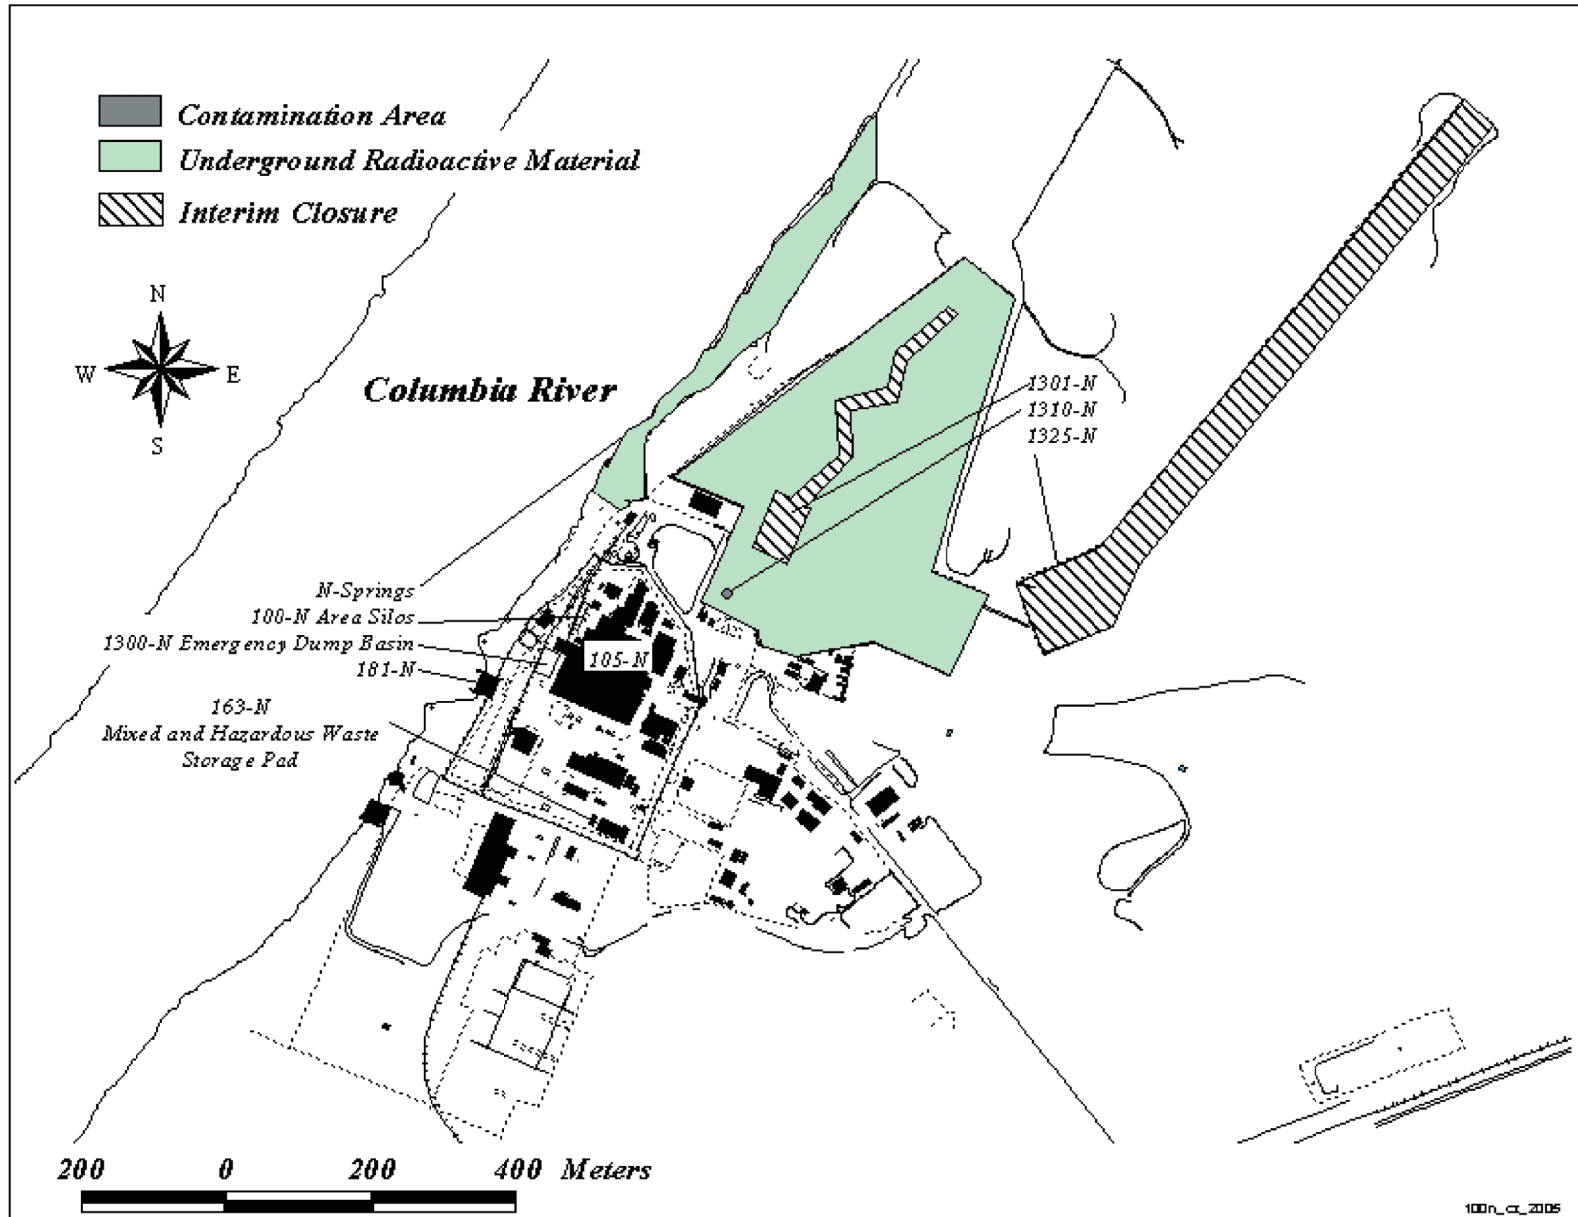 Contamination Area
Underground Radioactive Material
Interim Closure
N
W
E
S
Columbia River
1301-N
1310-N
1325-N
N-Springs
100-N Area Silos
1300-N Emergency Dump Basin
181-N
105-N
163-N
Mixed and Hazardous Waste
Storage Pad
200 0 200 400 Meters
100n_ca_2005